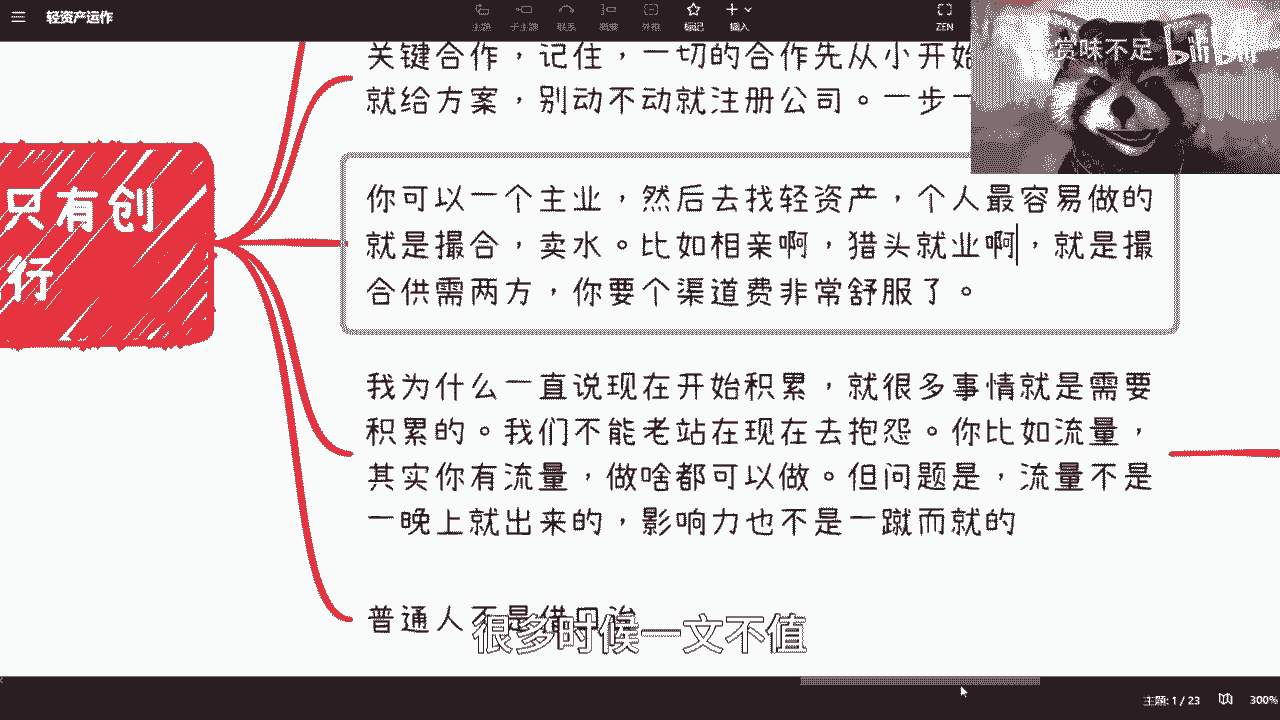 轻资产运作
主题
子主题
联系
概要
外框
标记
插入
ZEN
赏味不足 bilibili
关键合作，记住，一切的合作先从小开始
就给方案，别动不动就注册公司。一步一
只有创
行
你可以一个主业，然后去找轻资产，个人最容易做的
就是撮合，卖水。比如相亲啊，猎头就业啊，就是撮
合供需两方，你要个渠道费非常舒服了。
我为什么一直说现在开始积累，就很多事情就是需要
积累的。我们不能老站在现在去抱怨。你比如流量，
其实你有流量，做啥都可以做。但问题是，流量不是
一晚上就出来的，影响力也不是一蹴而就的
普通人不是借口
很多时候一文不值
主题: 1 / 23
300%